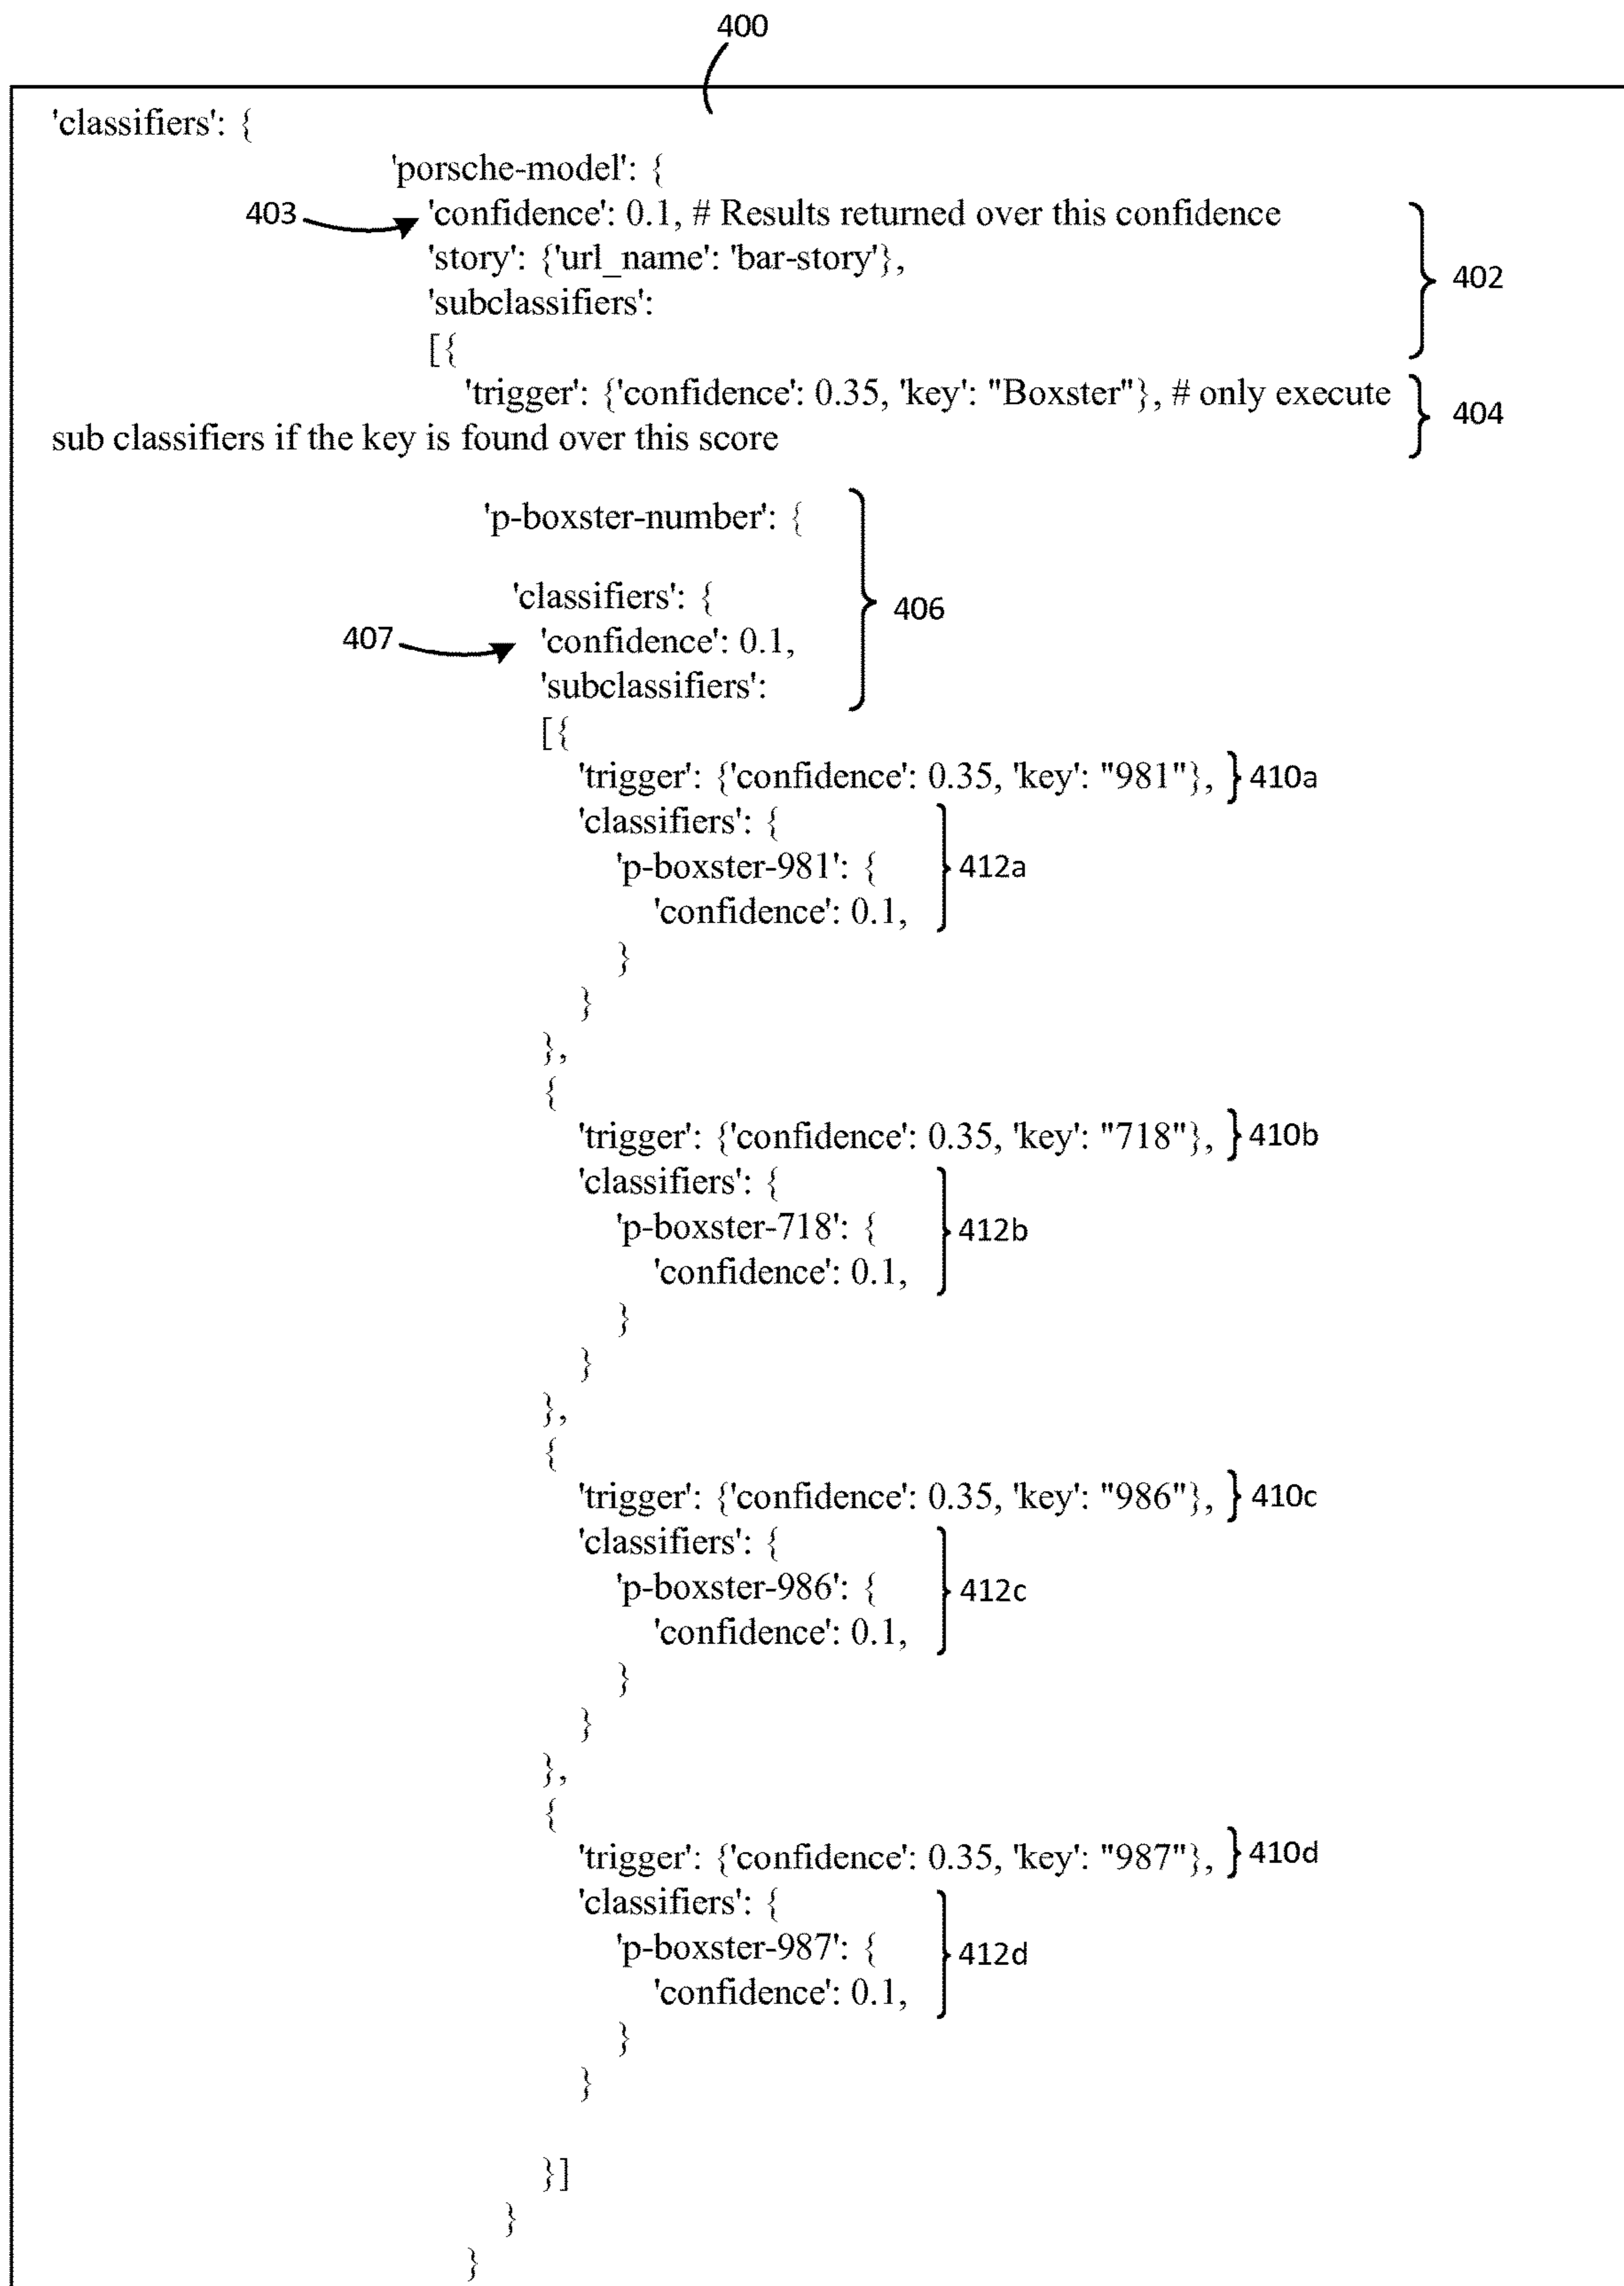 400
'classifiers': {
'porsche-model': {
403 'confidence': 0.1, # Results returned over this confidence
'story': {'url_name': 'bar-story'},
402
'subclassifiers':
[{
'trigger': {'confidence': 0.35, 'key': "Boxster"}, # only execute
404
sub classifiers if the key is found over this score
'p-boxster-number': {
'classifiers': {
406
407 'confidence': 0.1,
'subclassifiers':
[{
'trigger': {'confidence': 0.35, 'key': "981"}, 410a
'classifiers': {
'p-boxster-981': { 412a
'confidence': 0.1,
}
}
},
{
'trigger': {'confidence': 0.35, 'key': "718"}, 410b
'classifiers': {
'p-boxster-718': { 412b
'confidence': 0.1,
}
}
},
{
'trigger': {'confidence': 0.35, 'key': "986"}, 410c
'classifiers': {
'p-boxster-986': { 412c
'confidence': 0.1,
}
}
},
{
'trigger': {'confidence': 0.35, 'key': "987"}, 410d
'classifiers': {
'p-boxster-987': { 412d
'confidence': 0.1,
}
}
}]
}
}